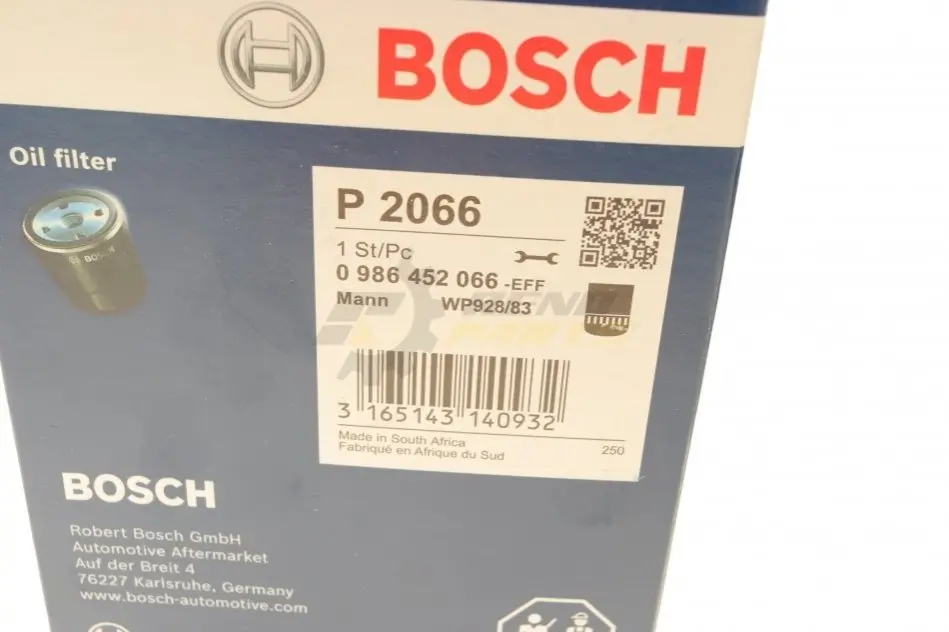 BOSCH
Oil filter
P 2066
1 St/Pc
0 986 452 066 -EFF
Mann WP928/83
3 165143 140932
Made in South Africa
Fabriqué en Afrique du Sud
250
BOSCH
Robert Bosch GmbH
Automotive Aftermarket
Auf der Breit 4
76227 Karlsruhe, Germany
www.bosch-automotive.com